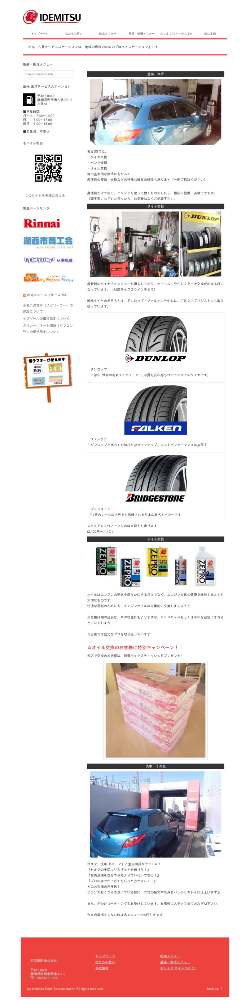 IDEMITSU
トップページ 私たちの想い 給油メニュー 整備・修理メニュー おしえて!オイルのこと!! 会社案内
出光　古見サービスステーションは、地域の皆様のための『ほっとステーション』です
整備・修理メニュー
to search type and hit enter
出光 古見サービスステーション
〒431-0442
静岡県湖西市古見980-5
古見ss
■営業時間
月〜土　7:30〜19:00
日　　8:00〜17:00
祝日　8:00〜18:00
■定休日　不定休
モバイル対応
このサイトを友達に教える
関連ページリンク
Rinnai
湖西市商工会
WWW.KOSAI-CITY.NET
in 浜名湖
マイリフォームレシピ
My Reform Recipe
出光ニュースリリースRSS
小名浜発電所（メガソーラー）の
建設について
イプゾールの価格改定について
ポリカーボネート樹脂「タフロン
™」の価格改定について
電子マネーが使えます
楽天
Edy
iD
WAON
nanaco
整備・修理
古見SSでは、
・タイヤ交換
・パンク修理
・オイル交換
等の基本的な修理はもちろん、
農機具の整備・点検などの特殊な機具の修理も承ります（一度ご相談ください）
農機具だけでなく、エンジンを使って動くものでしたら、幅広く整備・点検できます。
『調子悪いな？』と思ったら、お気兼ねなくご相談下さい。
タイヤ交換
DUNLOP
最新鋭のタイヤチェンジャーを導入しており、ホイールにやさしくタイヤ交換が出来る様に
なっています。（対応サイズ２０インチまで）
新品タイヤの品ぞろえは、ダンロップ・ファルケンを中心に、ご注文でブリジストンも取り
扱っています。
DUNLOP
ダンロップ
ご存知･世界の有名タイヤメーカー｡品質も安心感もひとランク上のタイヤです。
FALKEN
ファルケン
ダンロップと比べてお値打ちなラインナップ。コストパフォーマンスは抜群！
BRIDGESTONE
ブリジストン
F1等のレースの世界でも信頼される日本の有名メーカーです
スタッドレス⇔ノーマルのはき替えも承ります
(2,100円〜／1台)
オイル交換
ZEPRO
SN
0W-20
ZEPRO
SN
5W-30
ZEPRO
DIESEL
ZEPRO
ZEPRO
2
オイルはエンジンの動きを滑らかにするだけでなく、エンジン自体の健康を維持するとても
大切なものです
快適な運転のためにも、エンジンオイルは定期的に交換しましょう！
※交換時期の目安は、車の状態にもよりますが、５０００ｋｍもしくは半年を目安にされる
といいでしょう
☆当店では出光ゼプロを取り扱っています
☆オイル交換のお客様に特別キャンペーン！
当店で交換のお客様は、特選ボックスティッシュをプレゼント!!
洗車・その他
ポリマー洗車『FK－２』と室内清掃がセットに！
『セルフの手間よりもずっとお値打ち！』
『室内清掃を自分でやるよりていねいで安心！』
『プロの手で仕上げてもらった方がキレイ！』
とのお客様の声多数！！
サロンでおくつろぎ頂いている間に、プロの技で中も外もバッチリキレイに仕上げます♪
また、手掛けコーティングもお受けしています。お気軽にスタッフまでおたずね下さい。
※室内清掃をしない時は各メニュー525円引きです
石原燃料株式会社
〒431-0431
静岡県湖西市鷲津377-2
TEL.053-576-0395
トップページ
私たちの想い
会社案内
給油メニュー
整備・修理メニュー
おしえて!オイルのこと!!
(c) Idemitsu Komi Service station All rights reserved
back up ↑